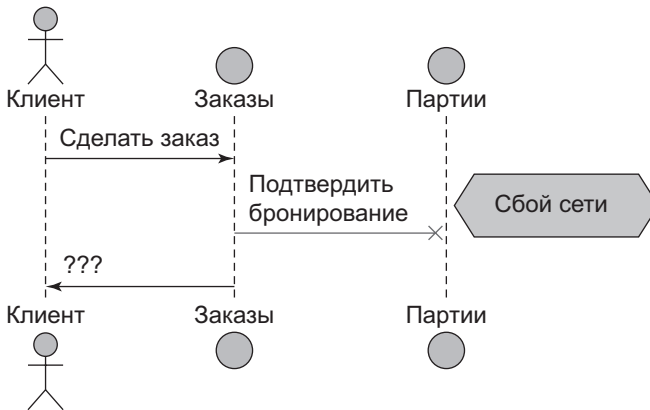 Клиент
Заказы
Партии
Сделать заказ
Подтвердить
бронирование
Сбой сети
???
Клиент
Заказы
Партии